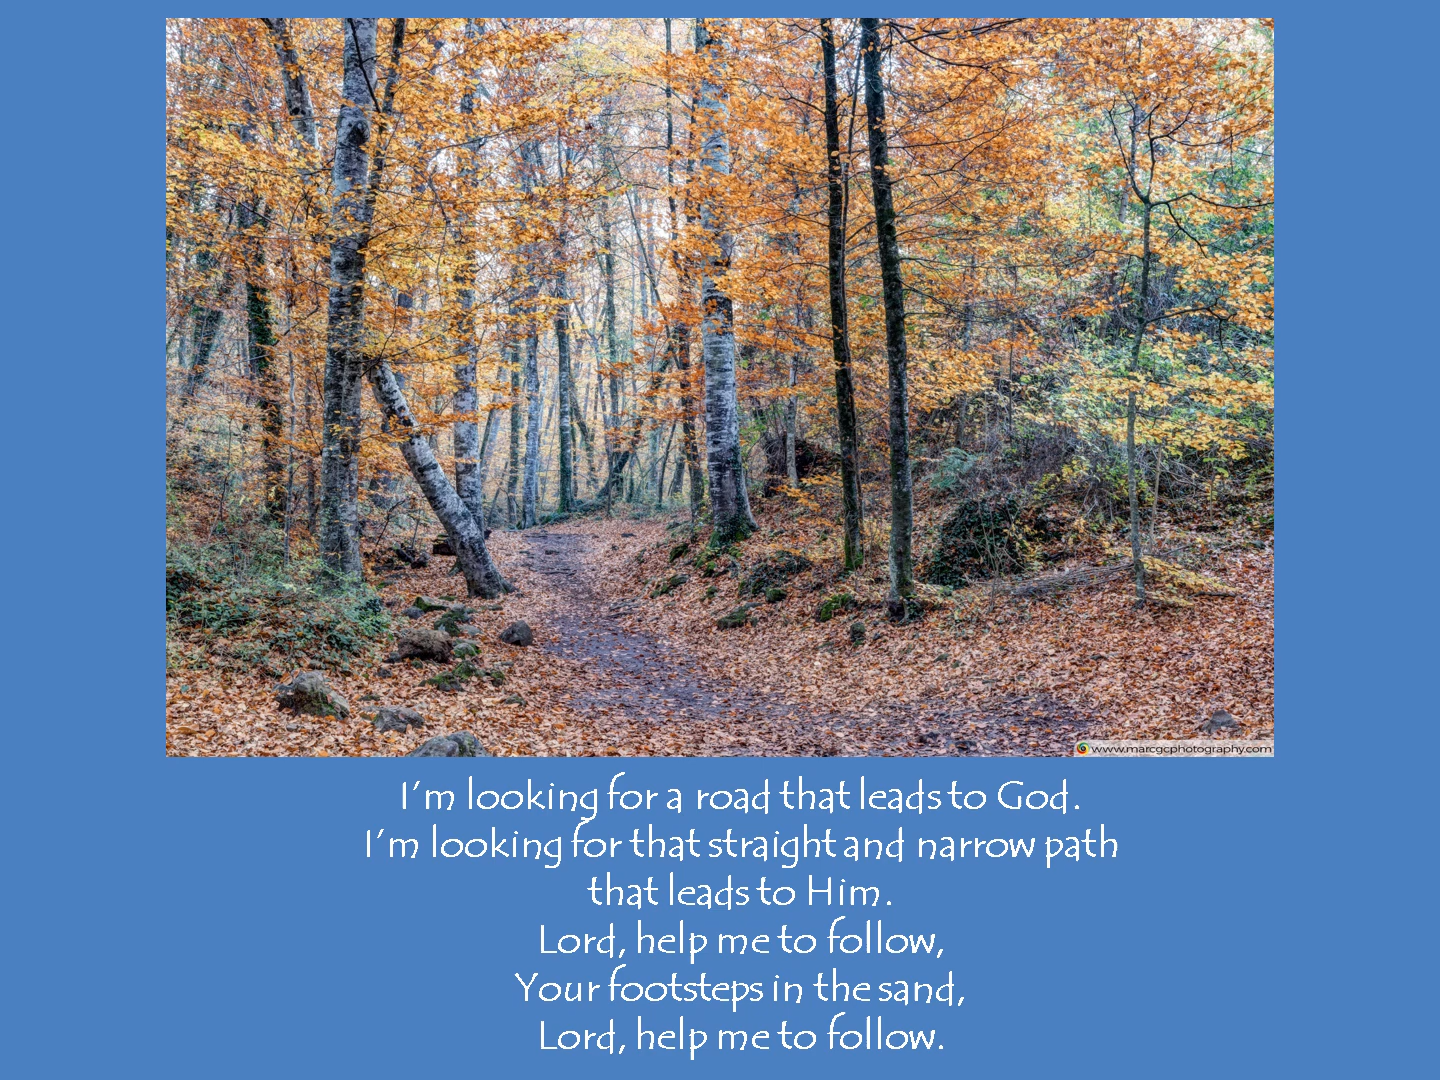 www.marcgcphotography.com
I'm looking for a road that leads to God.
I'm looking for that straight and narrow path
that leads to Him.
Lord, help me to follow,
Your footsteps in the sand,
Lord, help me to follow.